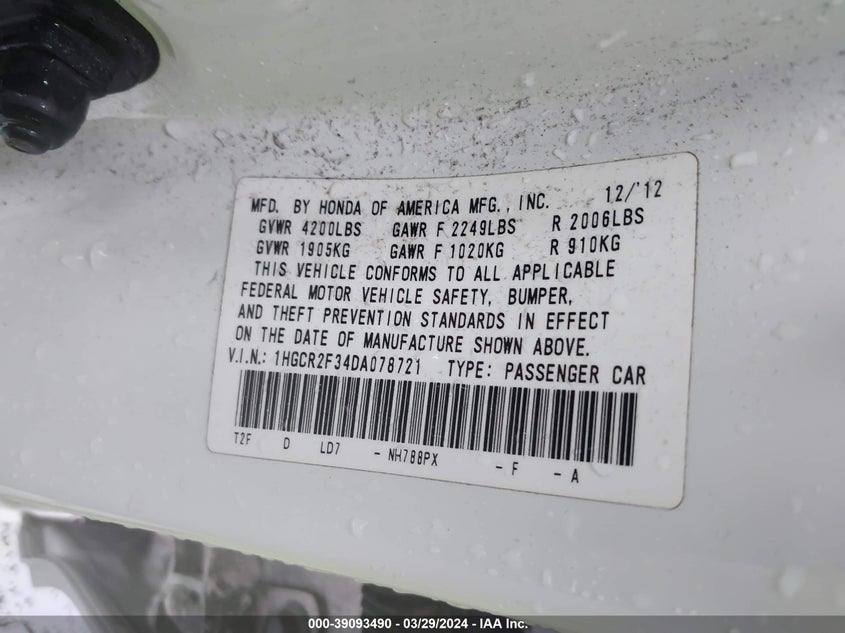 MFD. BY HONDA OF AMERICA MFG., INC. 12/'12
GVWR 4200LBS GAWR F 2249LBS R 2006LBS
GVWR 1905KG GAWR F 1020KG R 910KG
THIS VEHICLE CONFORMS TO ALL APPLICABLE
FEDERAL MOTOR VEHICLE SAFETY, BUMPER,
AND THEFT PREVENTION STANDARDS IN EFFECT
ON THE DATE OF MANUFACTURE SHOWN ABOVE.
V.I.N.: 1HGCR2F34DA078721 TYPE: PASSENGER CAR
T2F D LD7 - NH788PX - F - A
000-39093490 - 03/29/2024 - IAA Inc.